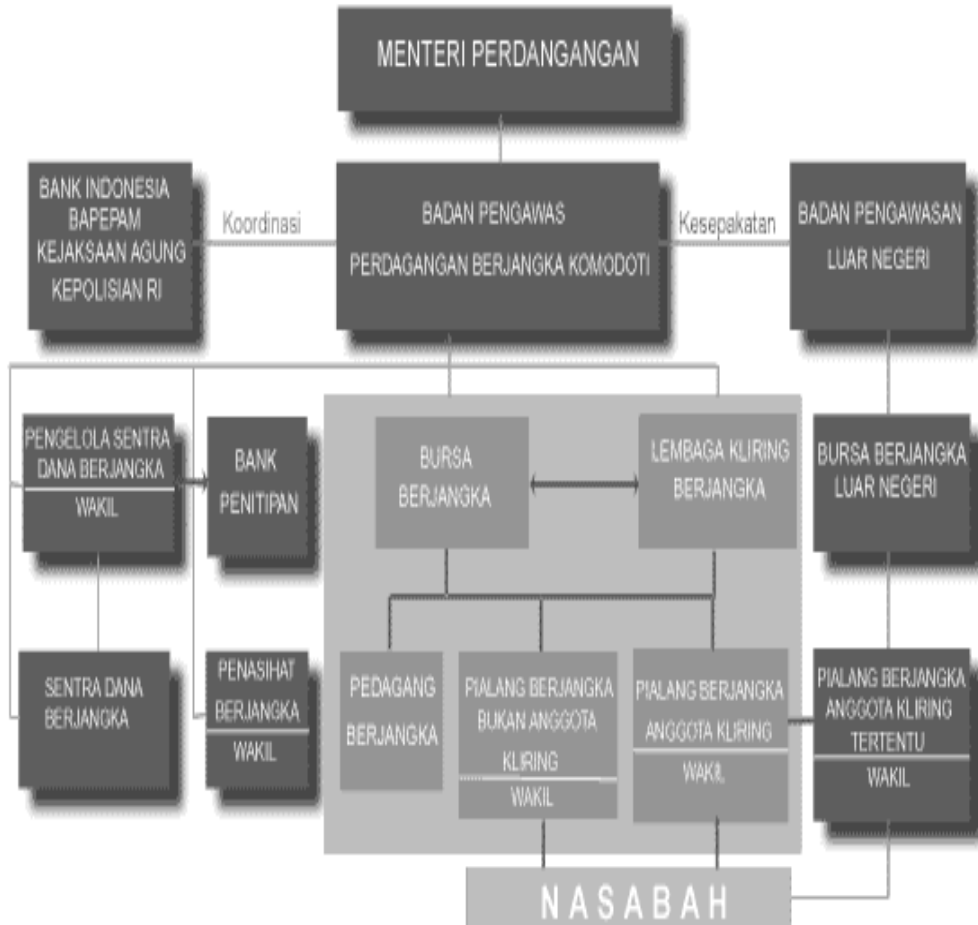 MENTERI PERDANGANGAN
BANK INDONESIA
BAPEPAM
KEJAKSAAN AGUNG
KEPOLISIAN RI
Koordinasi
BADAN PENGAWAS
PERDAGANGAN BERJANGKA KOMODOTI
Kesepakatan
BADAN PENGAWASAN
LUAR NEGERI
PENGELOLA SENTRA
DANA BERJANGKA
WAKIL
BANK
PENITIPAN
BURSA
BERJANGKA
LEMBAGA KLIRING
BERJANGKA
BURSA BERJANGKA
LUAR NEGERI
SENTRA DANA
BERJANGKA
PENASIHAT
BERJANGKA
WAKIL
PEDAGANG
BERJANGKA
PIALANG BERJANGKA
BUKAN ANGGOTA
KLIRING
WAKIL
PIALANG BERJANGKA
ANGGOTA KLIRING
WAKIL
PIALANG BERJANGKA
ANGGOTA KLIRING
TERTENTU
WAKIL
NASABAH